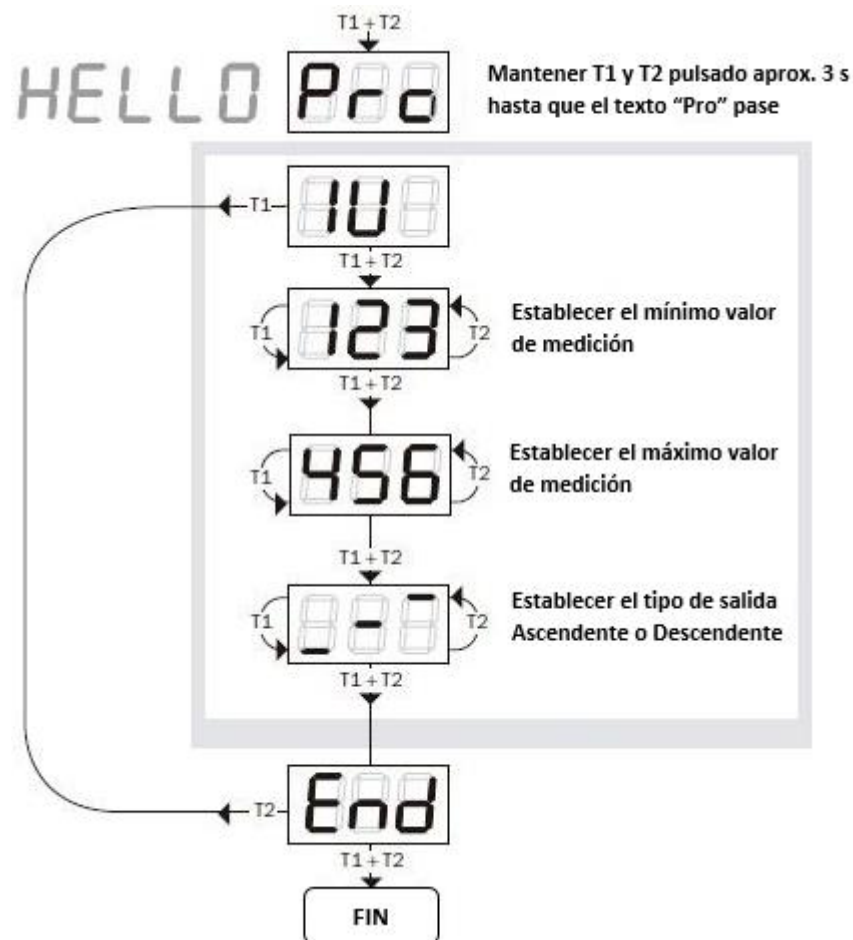 T1 + T2
HELLO Pro
Mantener T1 y T2 pulsado aprox. 3 s
hasta que el texto “Pro” pase
T1
IU
T1 + T2
T1
123
T2
Establecer el mínimo valor
de medición
T1 + T2
T1
456
T2
Establecer el máximo valor
de medición
T1 + T2
T1
_ - ‾
T2
Establecer el tipo de salida
Ascendente o Descendente
T1 + T2
T2
End
T1 + T2
FIN